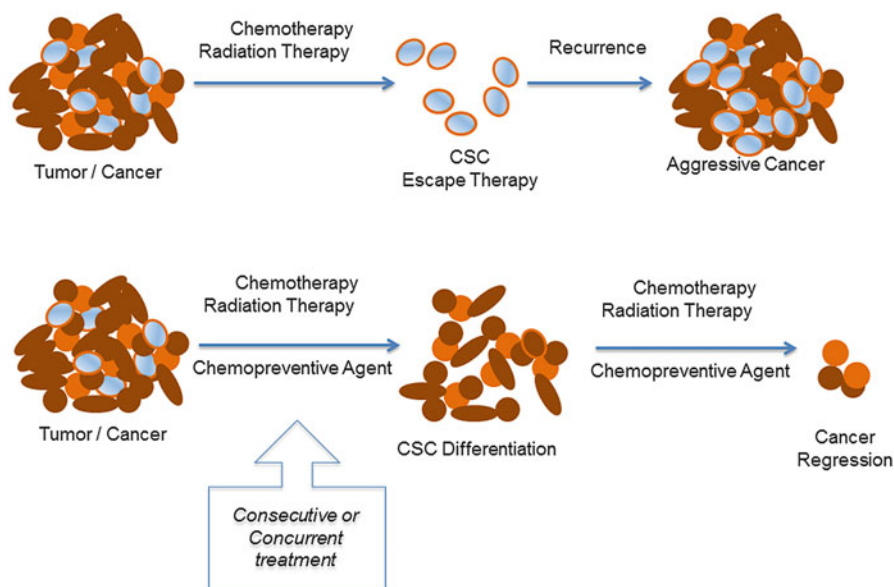 Chemotherapy
Radiation Therapy
Recurrence
Tumor / Cancer
CSC
Escape Therapy
Aggressive Cancer
Chemotherapy
Radiation Therapy
Chemopreventive Agent
Chemotherapy
Radiation Therapy
Chemopreventive Agent
Tumor / Cancer
CSC Differentiation
Cancer
Regression
Consecutive or
Concurrent
treatment